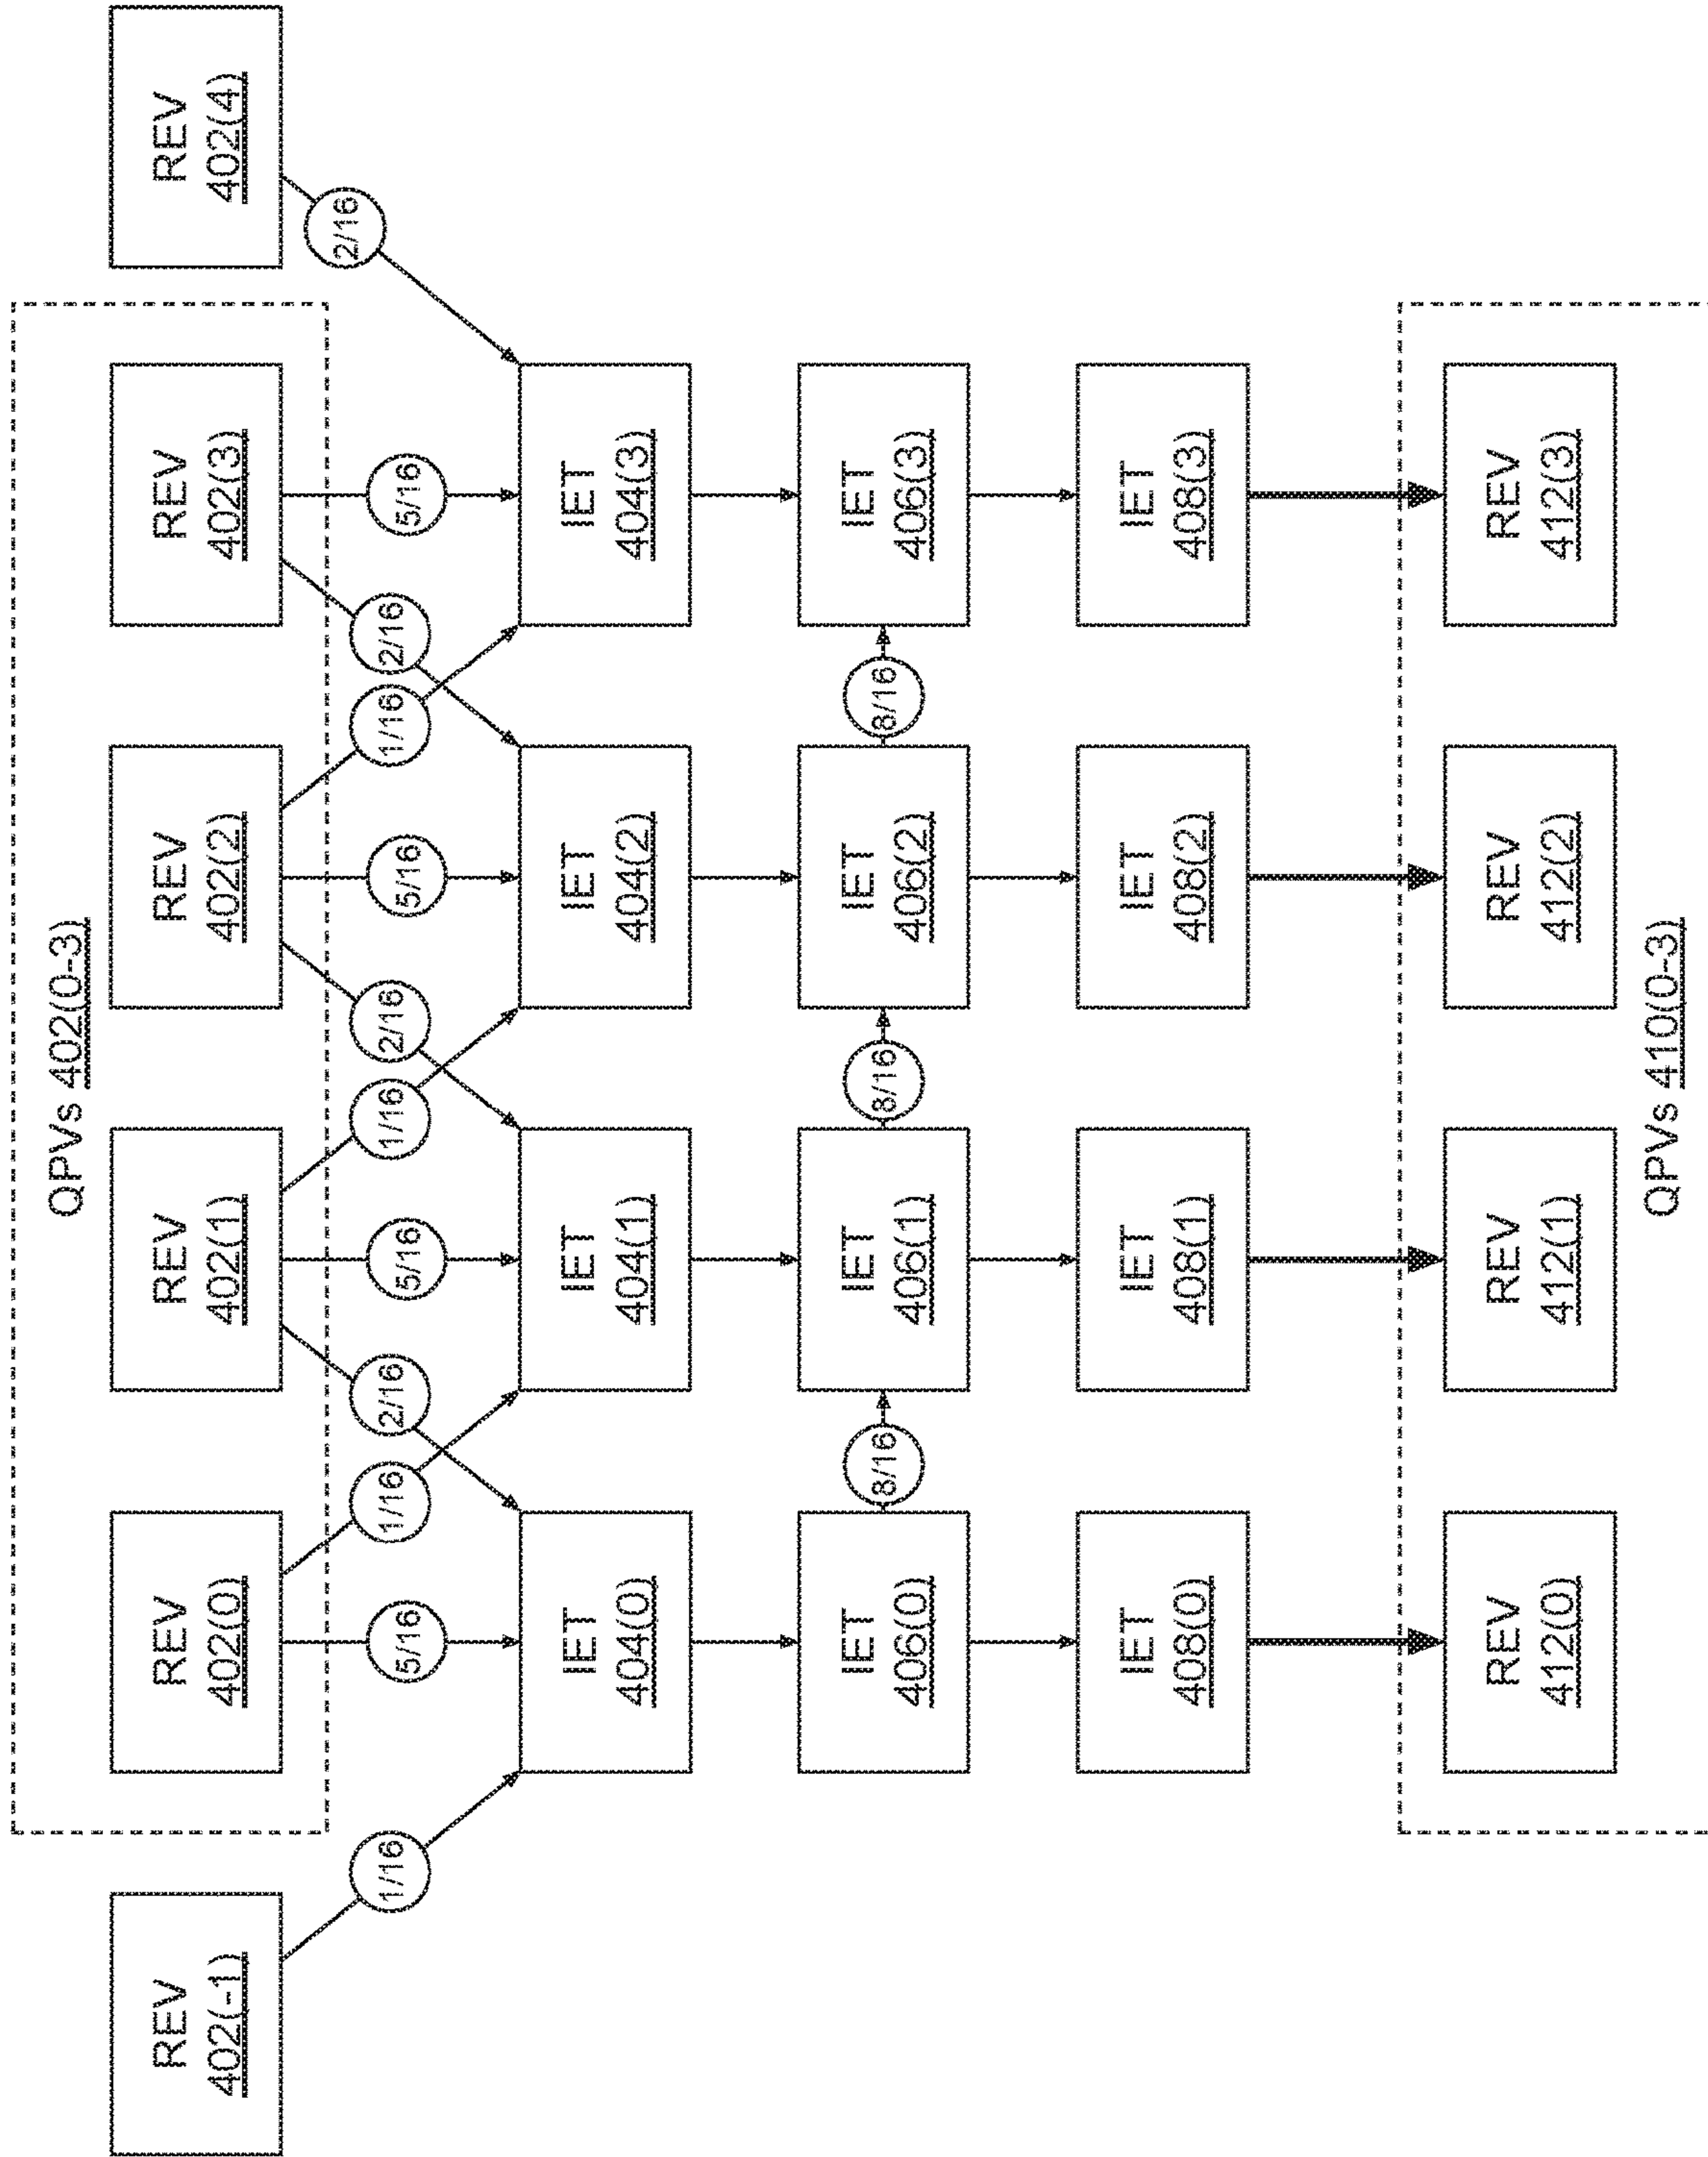 QPVs 402(0-3)
REV
402(-1)
REV
402(0)
REV
402(1)
REV
402(2)
REV
402(3)
REV
402(4)
1/16
5/16
1/16
2/16
5/16
1/16
2/16
5/16
1/16
2/16
5/16
2/16
IET
404(0)
IET
404(1)
IET
404(2)
IET
404(3)
IET
406(0)
8/16
IET
406(1)
8/16
IET
406(2)
8/16
IET
406(3)
IET
408(0)
IET
408(1)
IET
408(2)
IET
408(3)
REV
412(0)
REV
412(1)
REV
412(2)
REV
412(3)
QPVs 410(0-3)